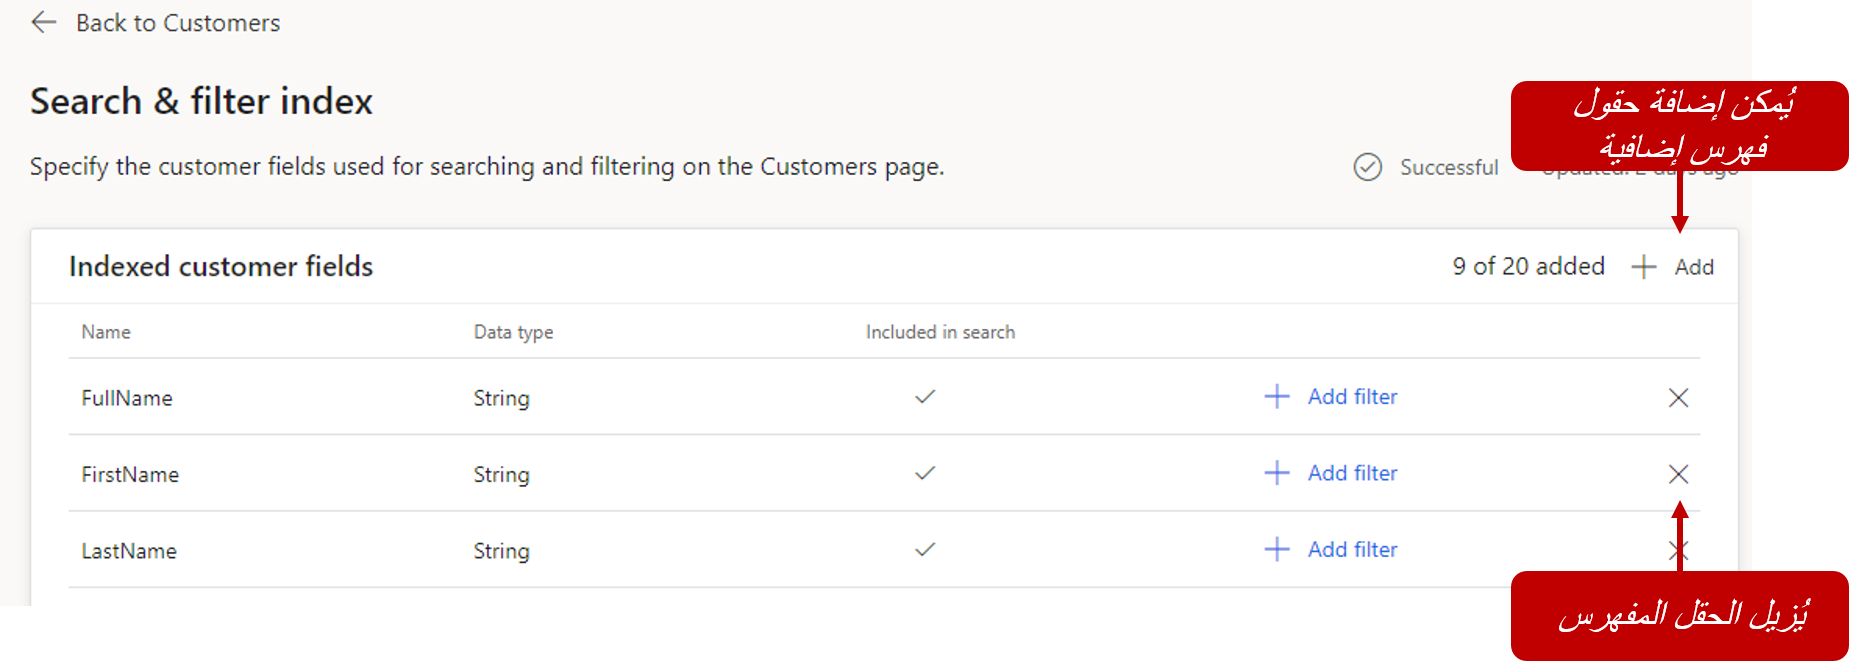 Back to Customers
Search & filter index
يُمكن إضافة حقول
فهرس إضافية
Specify the customer fields used for searching and filtering on the Customers page.
Successful
Updated: 2 days ago
Indexed customer fields
9 of 20 added
Add
Name Data type Included in search
FullName String Add filter
FirstName String Add filter
LastName String Add filter
يُزيل الحقل المفهرس